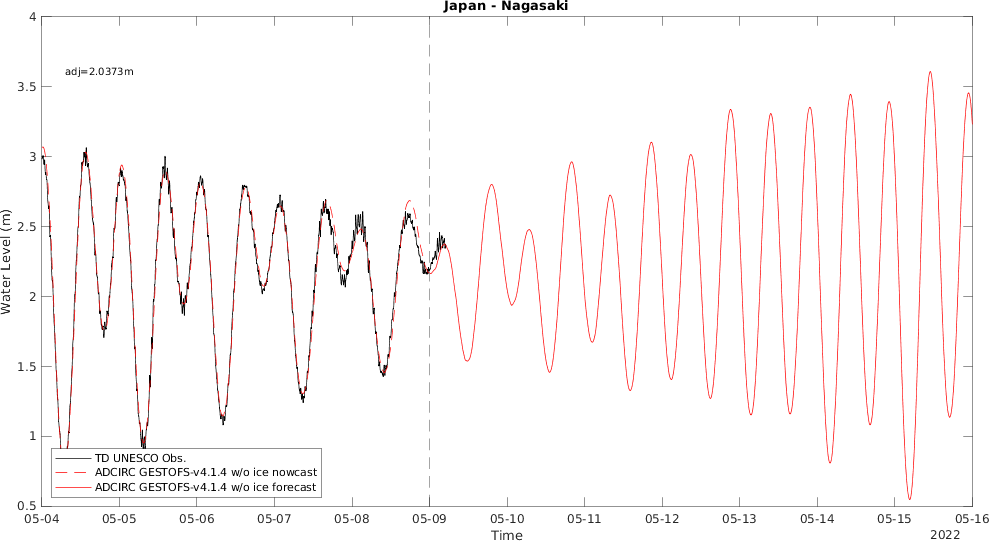 Japan - Nagasaki
4
3.5
3
2.5
2
1.5
1
0.5
Water Level (m)
adj=2.0373m
TD UNESCO Obs.
ADCIRC GESTOFS-v4.1.4 w/o ice nowcast
ADCIRC GESTOFS-v4.1.4 w/o ice forecast
05-04 05-05 05-06 05-07 05-08 05-09 05-10 05-11 05-12 05-13 05-14 05-15 05-16
Time
2022